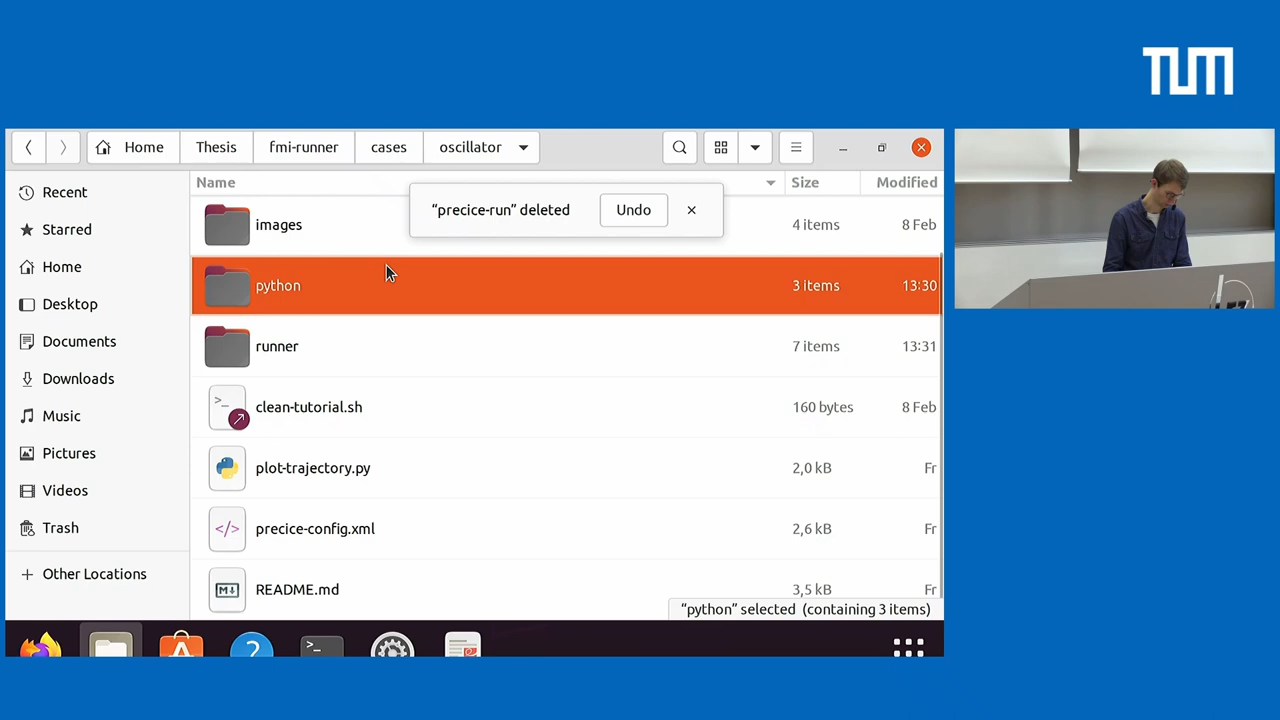 TUM
Home
Thesis
fmi-runner
cases
oscillator
Name
Size
Modified
"precice-run" deleted
Undo
Recent
Starred
Home
Desktop
Documents
Downloads
Music
Pictures
Videos
Trash
Other Locations
images
4 items
8 Feb
python
3 items
13:30
runner
7 items
13:31
clean-tutorial.sh
160 bytes
8 Feb
plot-trajectory.py
2,0 kB
Fr
precice-config.xml
2,6 kB
Fr
README.md
3,5 kB
Fr
"python" selected (containing 3 items)